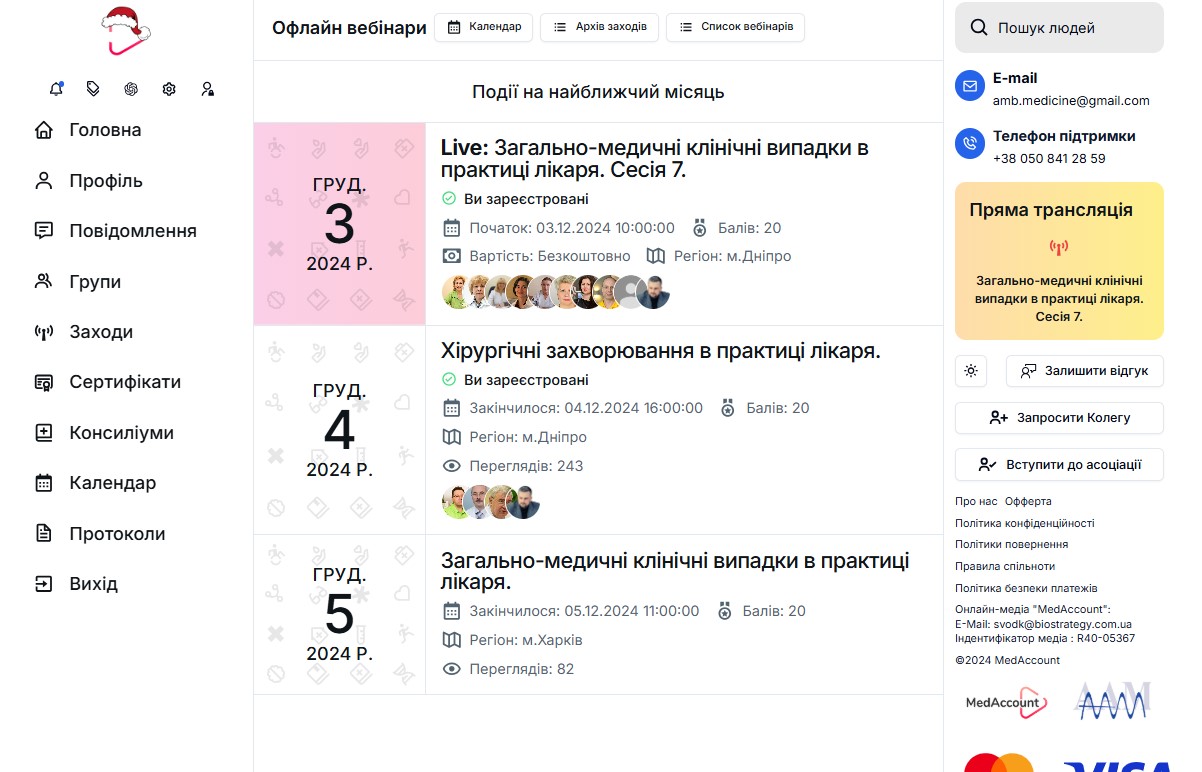 Головна
Профіль
Повідомлення
Групи
Заходи
Сертифікати
Консиліуми
Календар
Протоколи
Вихід
Офлайн вебінари
Календар
Архів заходів
Список вебінарів
Події на найближчий місяць
ГРУД.
3
2024 Р.
Live: Загально-медичні клінічні випадки в
практиці лікаря. Сесія 7.
Ви зареєстровані
Початок: 03.12.2024 10:00:00
Балів: 20
Вартість: Безкоштовно
Регіон: м.Дніпро
ГРУД.
4
2024 Р.
Хірургічні захворювання в практиці лікаря.
Ви зареєстровані
Закінчилося: 04.12.2024 16:00:00
Балів: 20
Регіон: м.Дніпро
Переглядів: 243
ГРУД.
5
2024 Р.
Загально-медичні клінічні випадки в практиці
лікаря.
Закінчилося: 05.12.2024 11:00:00
Балів: 20
Регіон: м.Харків
Переглядів: 82
Пошук людей
E-mail
amb.medicine@gmail.com
Телефон підтримки
+38 050 841 28 59
Пряма трансляція
Загально-медичні клінічні
випадки в практиці лікаря.
Сесія 7.
Залишити відгук
Запросити Колегу
Вступити до асоціації
Про нас Офферта
Політика конфіденційності
Політики повернення
Правила спільноти
Політика безпеки платежів
Онлайн-медіа "MedAccount":
E-Mail: svodk@biostrategy.com.ua
Індентифікатор медіа : R40-05367
©2024 MedAccount
MedAccount
AAM
VISA